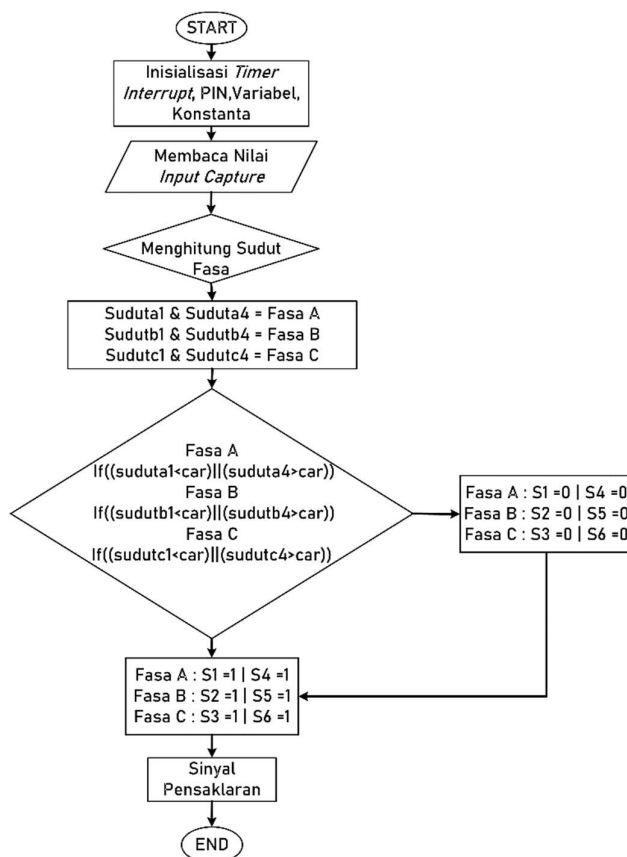 START
Inisialisasi Timer
Interrupt, PIN,Variabel,
Konstanta
Membaca Nilai
Input Capture
Menghitung Sudut
Fasa
Suduta1 & Suduta4 = Fasa A
Sudutb1 & Sudutb4 = Fasa B
Sudutc1 & Sudutc4 = Fasa C
Fasa A
If((suduta1<car)||(suduta4>car))
Fasa B
If((sudutb1<car)||(sudutb4>car))
Fasa C
If((sudutc1<car)||(sudutc4>car))
Fasa A : S1 =0 | S4 =0
Fasa B : S2 =0 | S5 =0
Fasa C : S3 =0 | S6 =0
Fasa A : S1 =1 | S4 =1
Fasa B : S2 =1 | S5 =1
Fasa C : S3 =1 | S6 =1
Sinyal
Pensaklaran
END